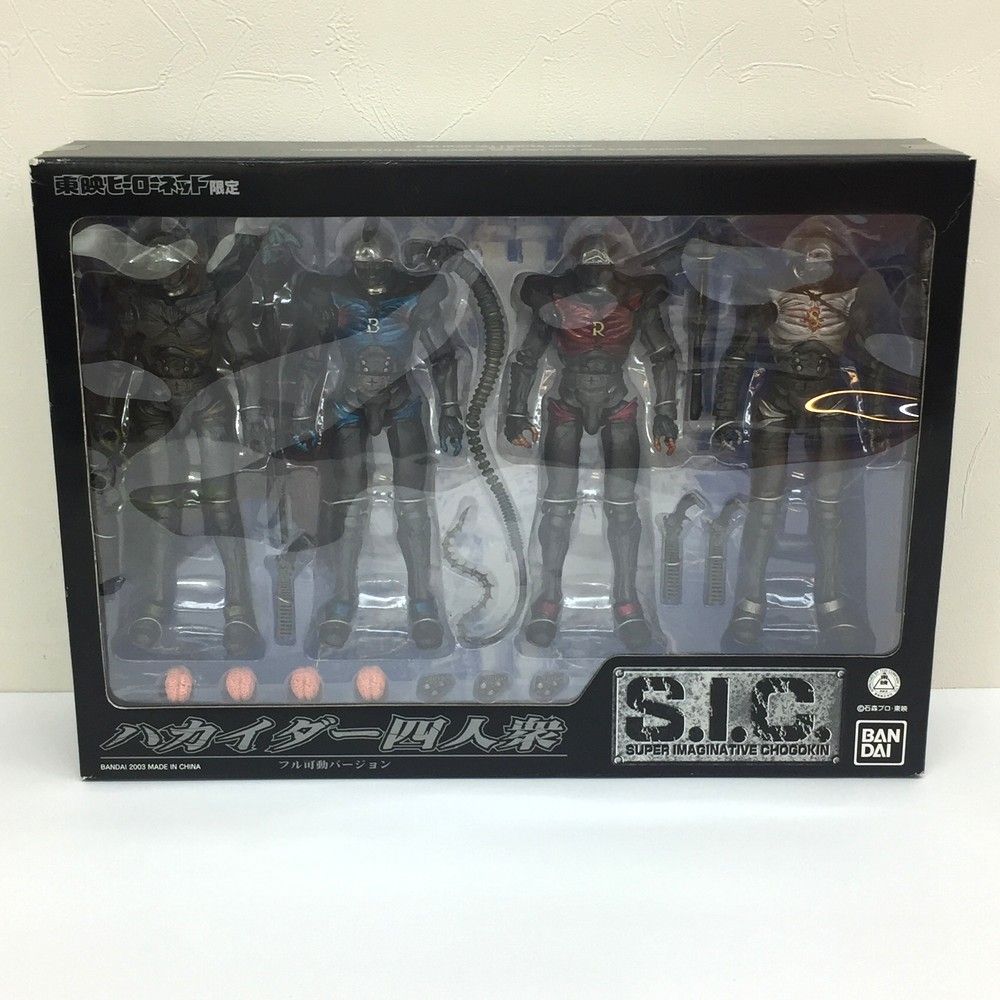 東映ヒーローネット限定
B
R
S
ハカイダー四人衆
フル可動バージョン
BANDAI 2003 MADE IN CHINA
S.I.C.
SUPER IMAGINATIVE CHOGOKIN
©石森プロ・東映
BAN
DAI